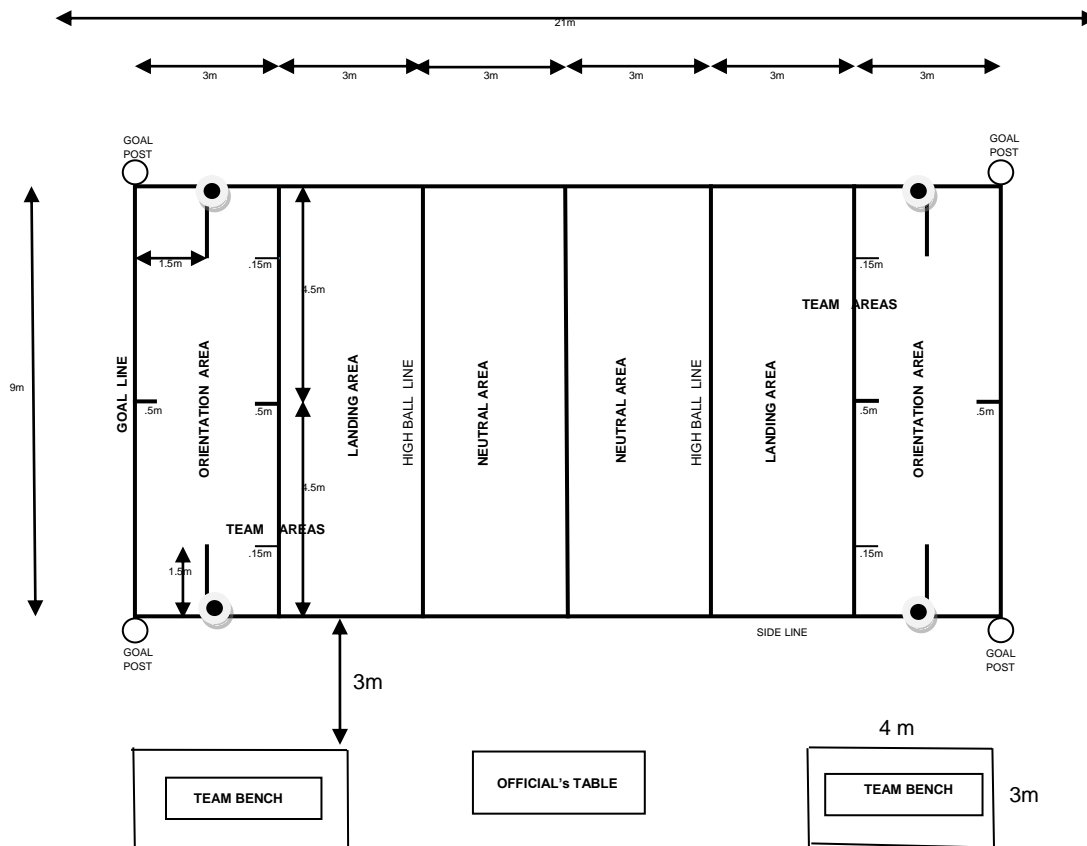 21m
3m
3m
3m
3m
3m
3m
GOAL
POST
GOAL
POST
1.5m
.15m
.15m
4.5m
TEAM AREAS
9m
GOAL LINE
ORIENTATION AREA
LANDING AREA
HIGH BALL LINE
NEUTRAL AREA
NEUTRAL AREA
HIGH BALL LINE
LANDING AREA
ORIENTATION AREA
.5m
.5m
.5m
.5m
4.5m
TEAM AREAS
.15m
.15m
1.5m
SIDE LINE
GOAL
POST
GOAL
POST
3m
4 m
TEAM BENCH
OFFICIAL's TABLE
TEAM BENCH
3m